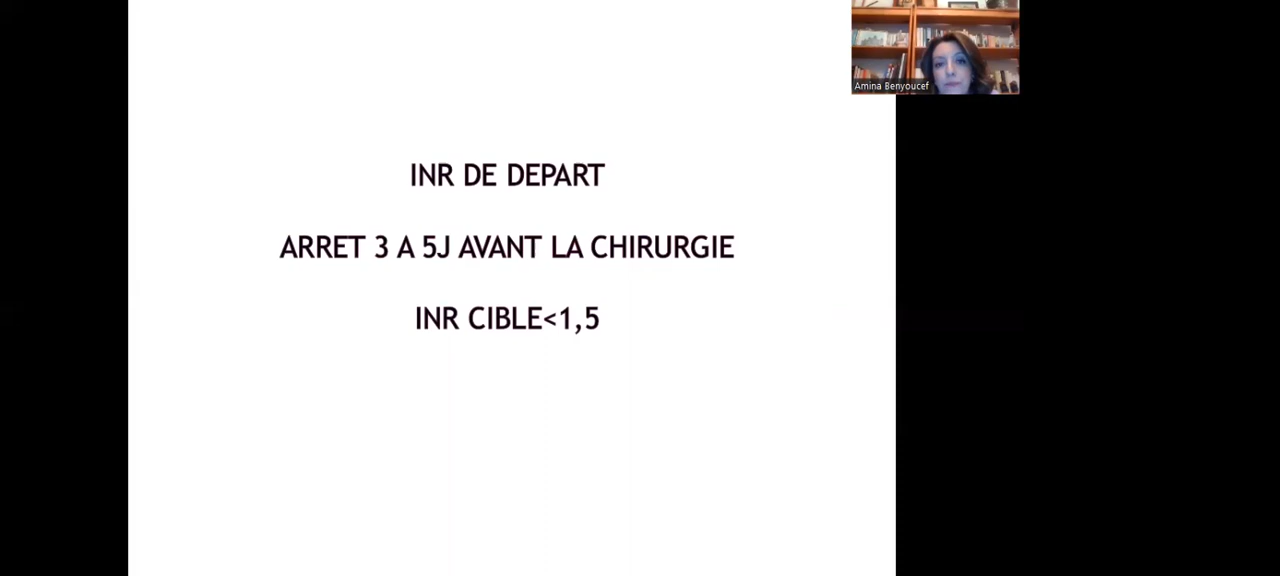 Amina Benyoucef
INR DE DEPART
ARRET 3 A 5J AVANT LA CHIRURGIE
INR CIBLE<1,5